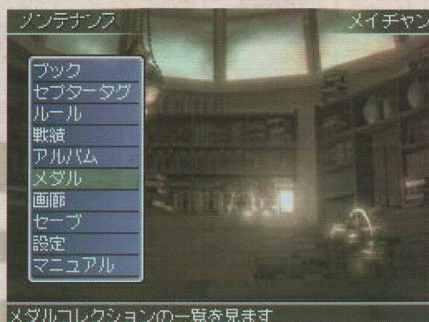 メンテナンス
メイチャン
ブック
セプタータグ
ルール
戦績
アルバム
メダル
画廊
セーブ
設定
マニュアル
メダルコレクションの一覧を見ます